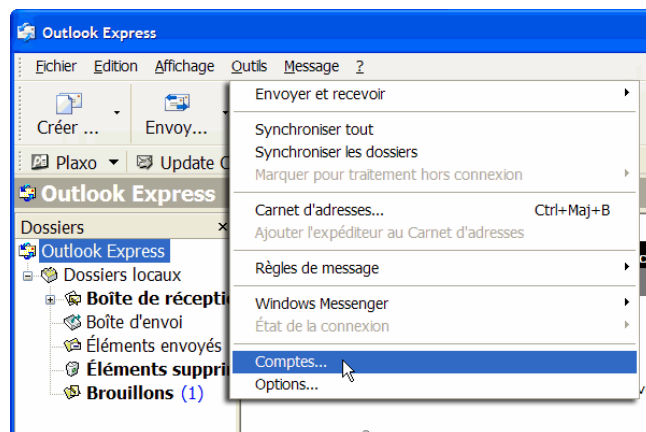 Outlook Express
Fichier Edition Affichage Outils Message ?
Créer ... Envoy...
Plaxo Update
Outlook Express
Dossiers ×
Outlook Express
Dossiers locaux
Boîte de récepti
Boîte d'envoi
Éléments envoyés
Éléments suppri
Brouillons (1)
Envoyer et recevoir
Synchroniser tout
Synchroniser les dossiers
Marquer pour traitement hors connexion
Carnet d'adresses... Ctrl+Maj+B
Ajouter l'expéditeur au Carnet d'adresses
Règles de message
Windows Messenger
État de la connexion
Comptes...
Options...